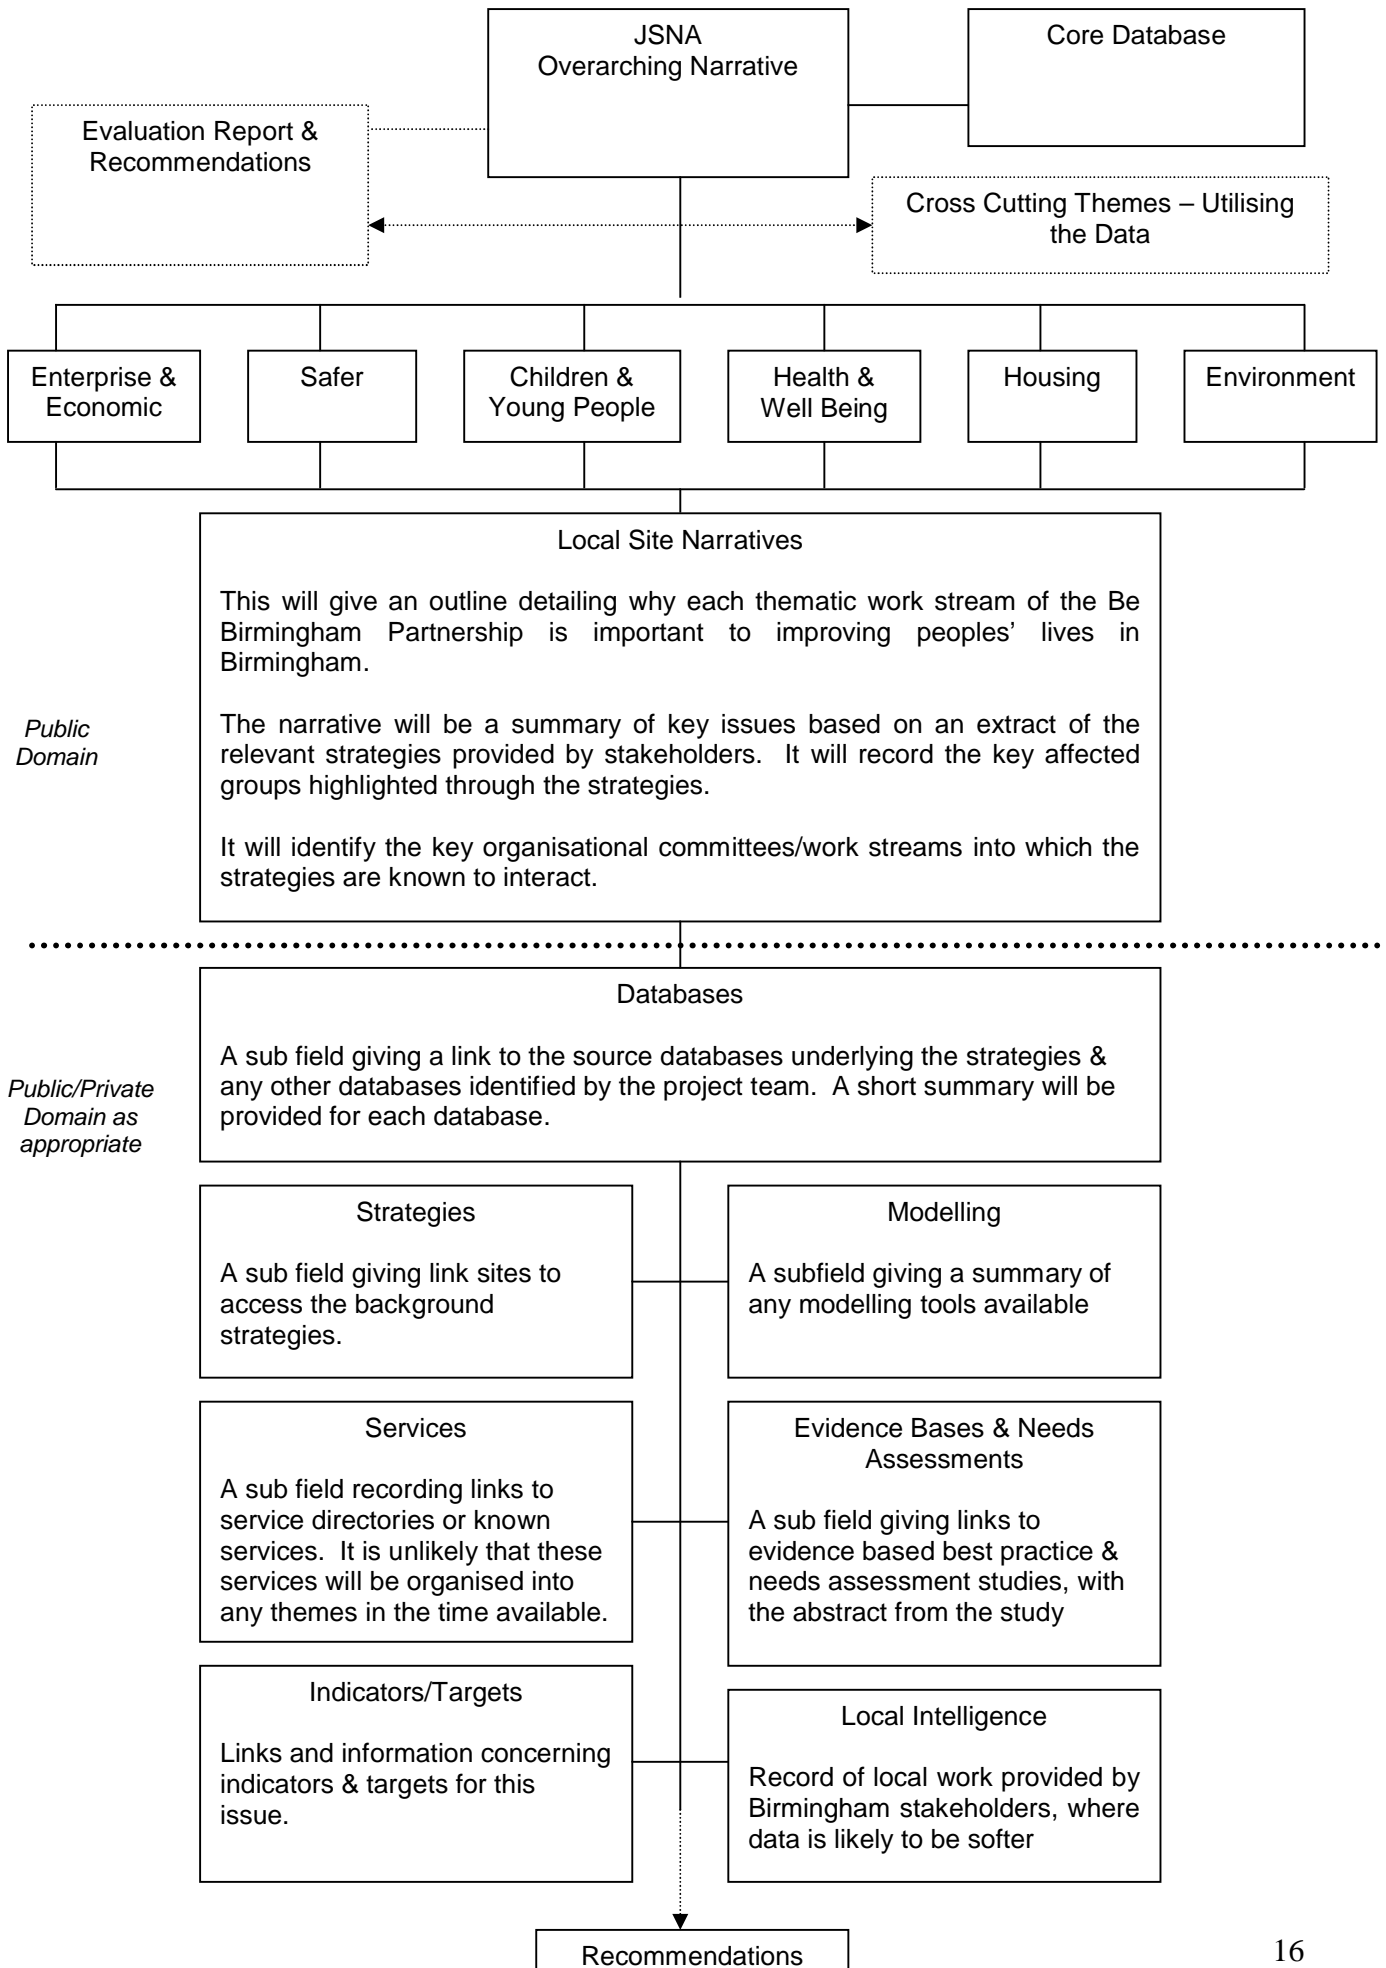 JSNA
Overarching Narrative
Core Database
Evaluation Report &
Recommendations
Cross Cutting Themes – Utilising
the Data
Enterprise &
Economic
Safer
Children &
Young People
Health &
Well Being
Housing
Environment
Local Site Narratives
This will give an outline detailing why each thematic work stream of the Be
Birmingham Partnership is important to improving peoples’ lives in
Birmingham.
The narrative will be a summary of key issues based on an extract of the
relevant strategies provided by stakeholders. It will record the key affected
groups highlighted through the strategies.
It will identify the key organisational committees/work streams into which the
strategies are known to interact.
Public
Domain
Databases
A sub field giving a link to the source databases underlying the strategies &
any other databases identified by the project team. A short summary will be
provided for each database.
Public/Private
Domain as
appropriate
Strategies
A sub field giving link sites to
access the background
strategies.
Modelling
A subfield giving a summary of
any modelling tools available
Services
A sub field recording links to
service directories or known
services. It is unlikely that these
services will be organised into
any themes in the time available.
Evidence Bases & Needs
Assessments
A sub field giving links to
evidence based best practice &
needs assessment studies, with
the abstract from the study
Indicators/Targets
Links and information concerning
indicators & targets for this
issue.
Local Intelligence
Record of local work provided by
Birmingham stakeholders, where
data is likely to be softer
Recommendations
16